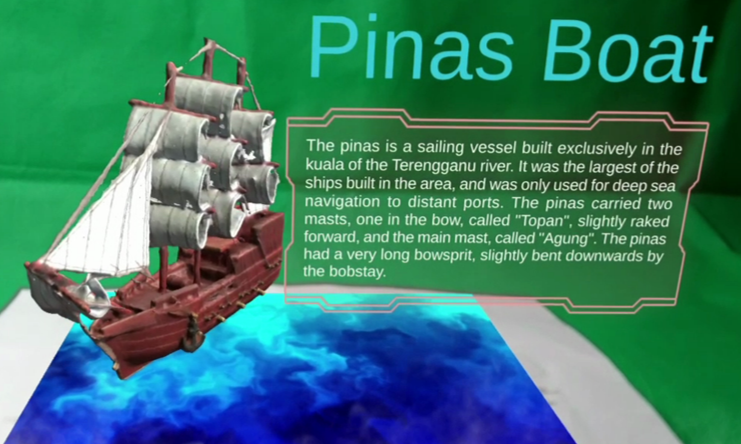 Pinas Boat
The pinas is a sailing vessel built exclusively in the
kuala of the Terengganu river. It was the largest of the
ships built in the area, and was only used for deep sea
navigation to distant ports. The pinas carried two
masts, one in the bow, called "Topan", slightly raked
forward, and the main mast, called "Agung". The pinas
had a very long bowsprit, slightly bent downwards by
the bobstay.